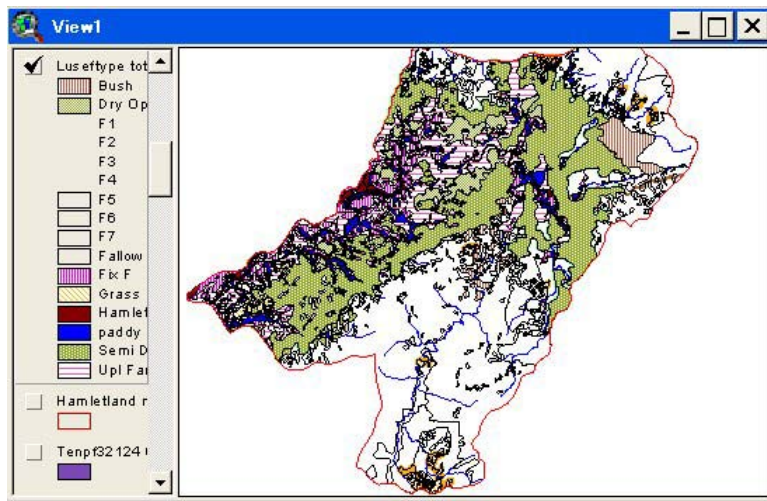 View1
Luseftype tot
Bush
Dry Op
F1
F2
F3
F4
F5
F6
F7
Fallow
Fix F
Grass
Hamlet
paddy
Semi D
Upl Far
Hamletland r
Tenpf32124